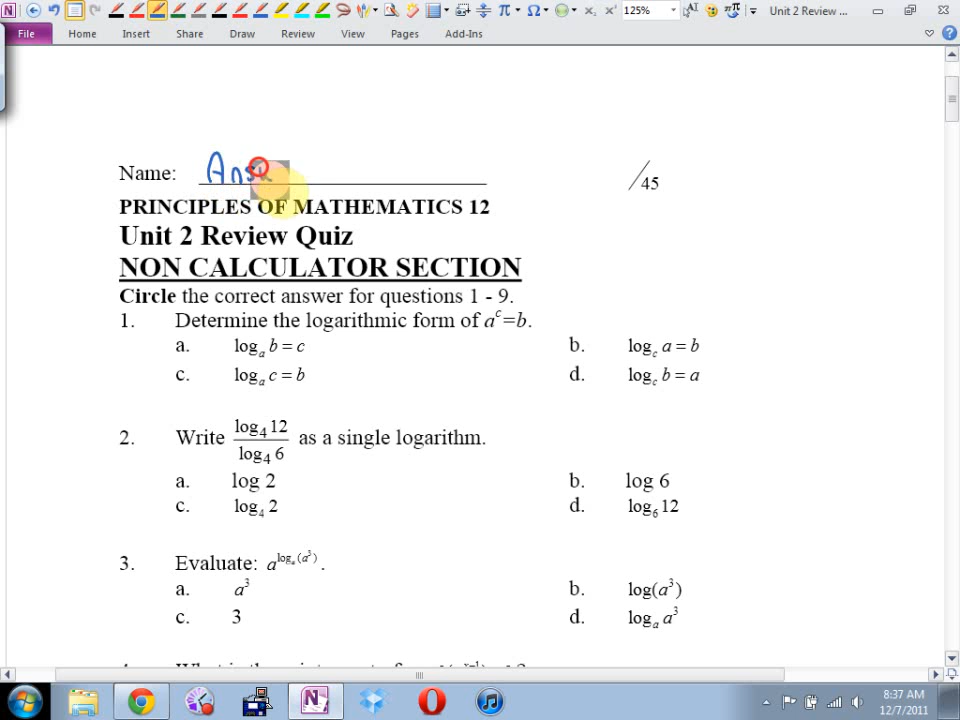 125% Unit 2 Review ...
File Home Insert Share Draw Review View Pages Add-Ins
Name: Ans
/45
PRINCIPLES OF MATHEMATICS 12
Unit 2 Review Quiz
NON CALCULATOR SECTION
Circle the correct answer for questions 1 - 9.
1. Determine the logarithmic form of a^c=b.
a. log_a b = c b. log_c a = b
c. log_a c = b d. log_c b = a
2. Write log_4 12 / log_4 6 as a single logarithm.
a. log 2 b. log 6
c. log_4 2 d. log_6 12
3. Evaluate: a^{log_a(a^3)}.
a. a^3 b. log(a^3)
c. 3 d. log_a a^3
8:37 AM
12/7/2011